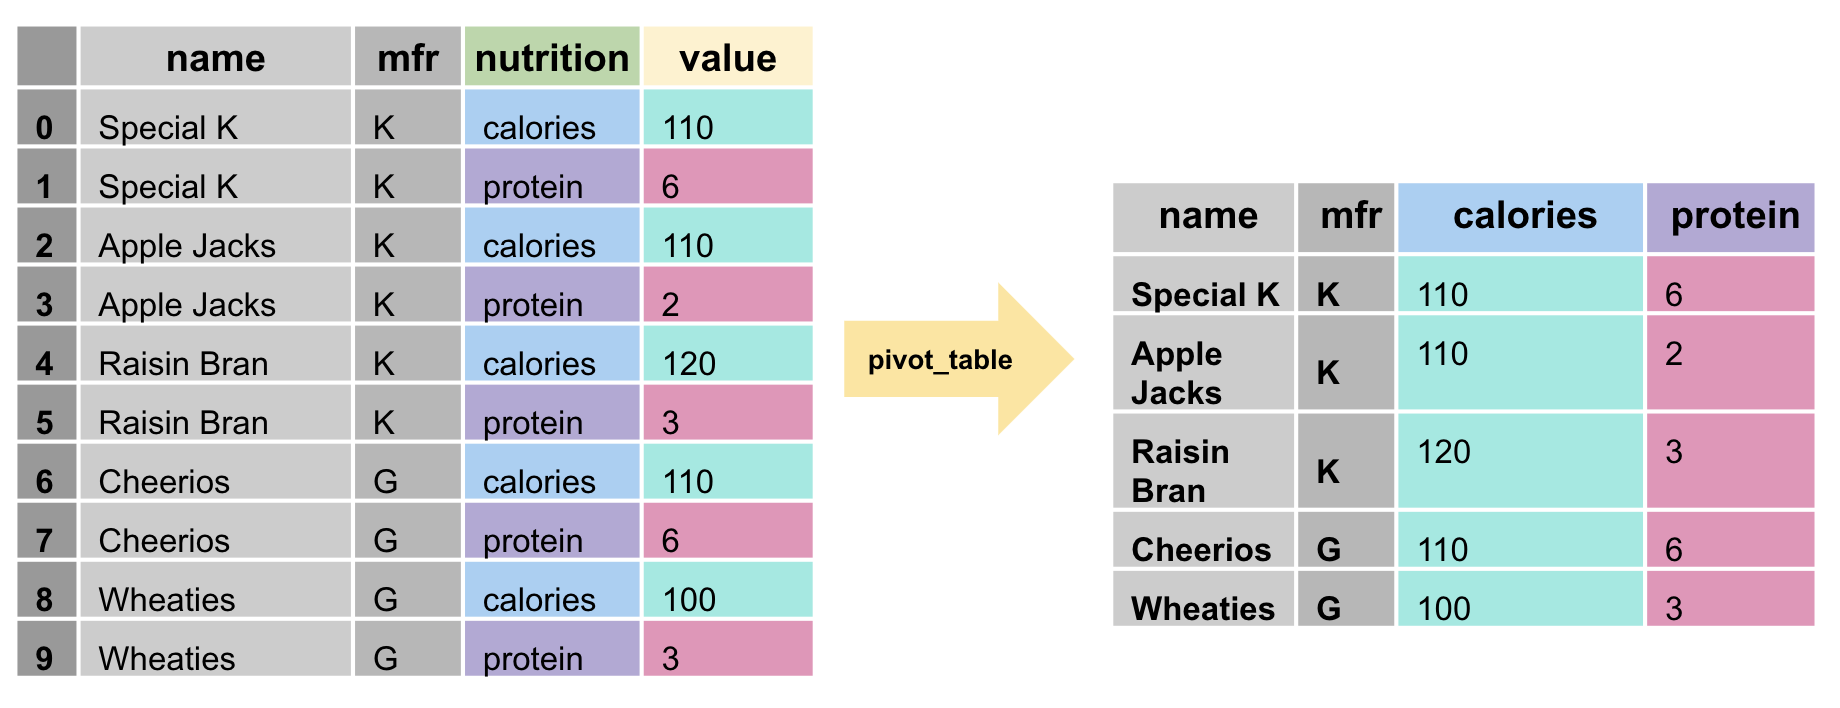 name mfr nutrition value
0 Special K K calories 110
1 Special K K protein 6
2 Apple Jacks K calories 110
3 Apple Jacks K protein 2
4 Raisin Bran K calories 120
5 Raisin Bran K protein 3
6 Cheerios G calories 110
7 Cheerios G protein 6
8 Wheaties G calories 100
9 Wheaties G protein 3
pivot_table
name mfr calories protein
Special K K 110 6
Apple K 110 2
Jacks
Raisin K 120 3
Bran
Cheerios G 110 6
Wheaties G 100 3